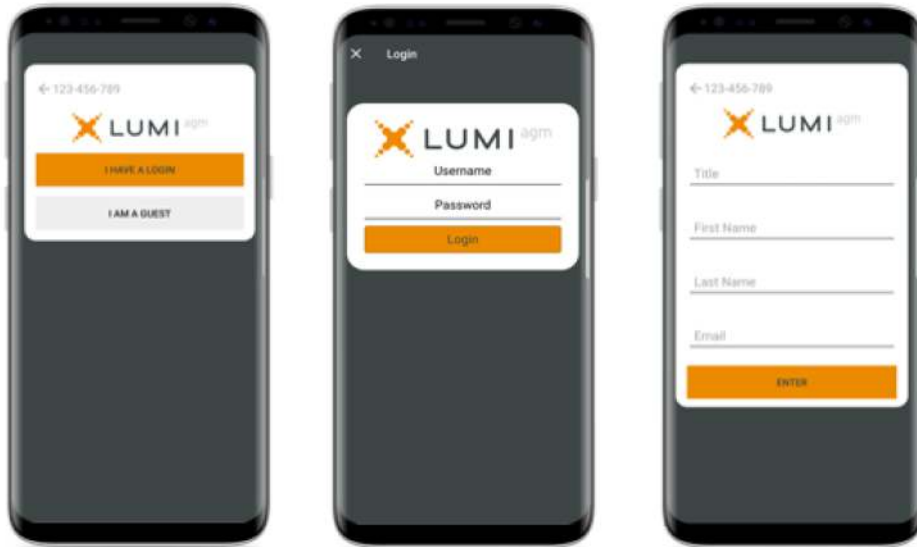 ←123-456-789
LUMI agm
I HAVE A LOGIN
I AM A GUEST
× Login
LUMI agm
Username
Password
Login
←123-456-789
LUMI agm
Title
First Name
Last Name
Email
ENTER